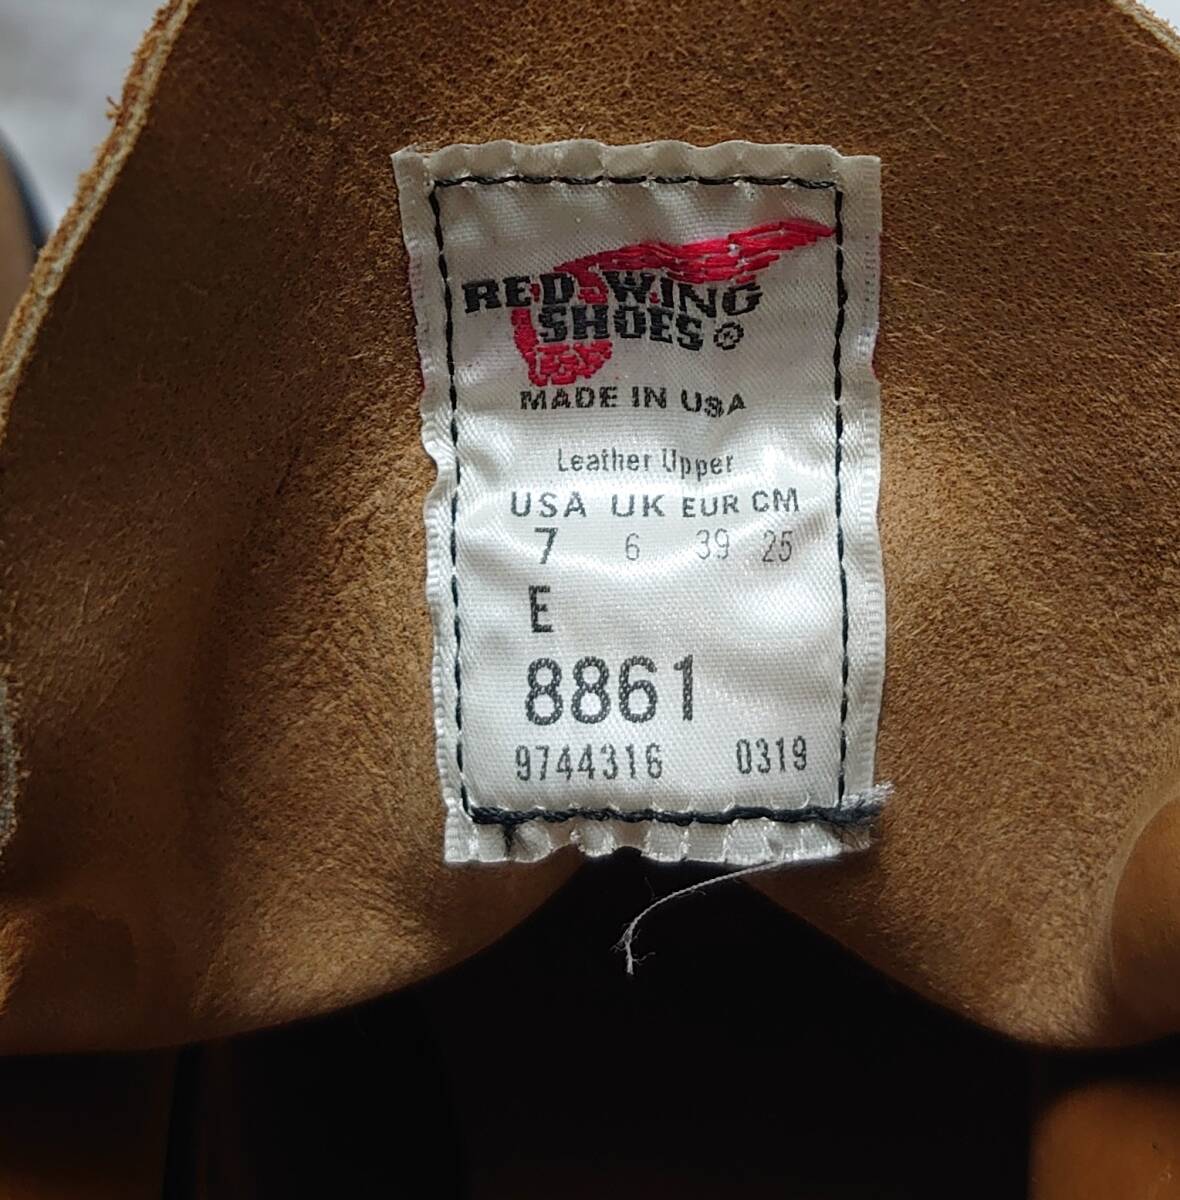 RED WING
SHOES®
MADE IN USA
Leather Upper
USA UK EUR CM
7 6 39 25
E
8861
9744316 0319